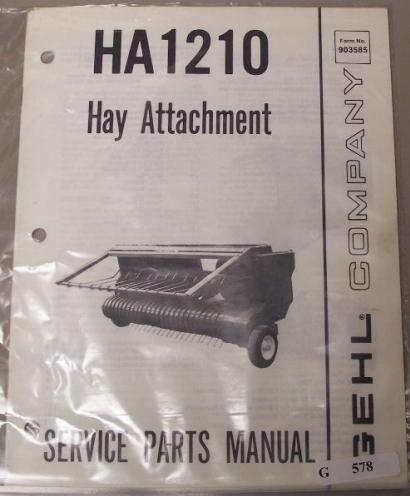 HA1210
Hay Attachment
Form No.
903585
GEHL® COMPANY
SERVICE PARTS MANUAL
G 578